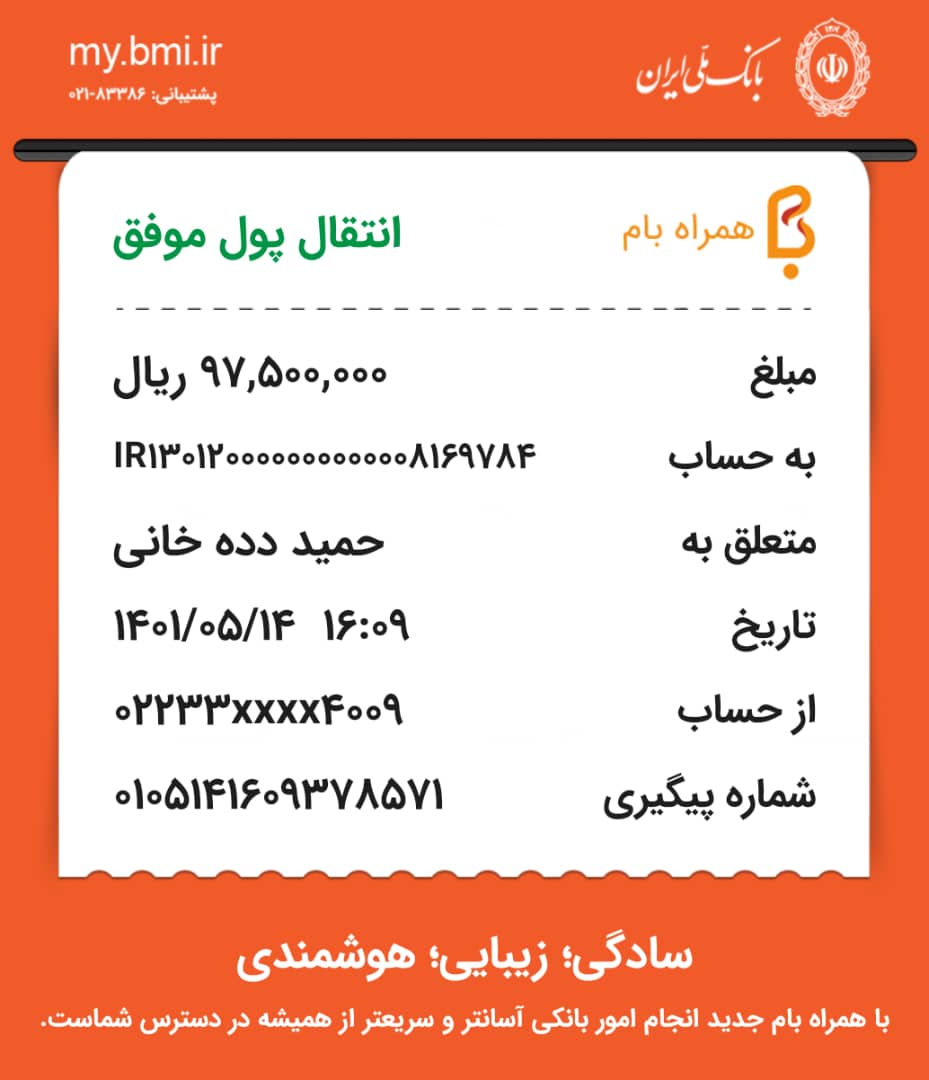 بانک ملی ایران
my.bmi.ir
پشتیبانی: ۸۳۳۸۶-۰۲۱
همراه بام
انتقال پول موفق
مبلغ ۹۷,۵۰۰,۰۰۰ ریال
به حساب IR۱۳۰۱۲۰۰۰۰۰۰۰۰۰۰۰۰۸۱۶۹۷۸۴
متعلق به حمید دده خانی
تاریخ ۱۴۰۱/۰۵/۱۴ ۱۶:۰۹
از حساب ۰۲۲۳۳xxxx۴۰۰۹
شماره پیگیری ۰۱۰۵۱۴۱۶۰۹۳۷۸۵۷۱
سادگی؛ زیبایی؛ هوشمندی
با همراه بام جدید انجام امور بانکی آسانتر و سریعتر از همیشه در دسترس شماست.